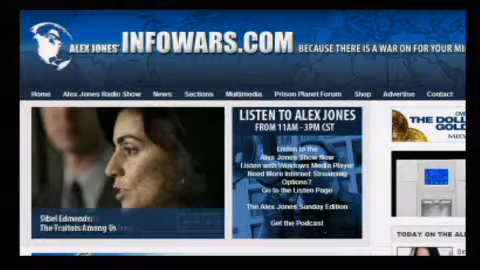 ALEX JONES' INFOWARS.COM BECAUSE THERE IS A WAR ON FOR YOUR MI
Home Alex Jones Radio Show News Sections Multimedia Prison Planet Forum Shop Advertise Contact
LISTEN TO ALEX JONES
FROM 11AM - 3PM CST
Listen to the
Alex Jones Show Now
Listen with Windows Media Player
Need More Internet Streaming
Options?
Go to the Listen Page
The Alex Jones Sunday Edition
Get the Podcast
Sibel Edmonds:
The Traitors Among Us
THE DOLL
GOLD
TODAY ON THE AL